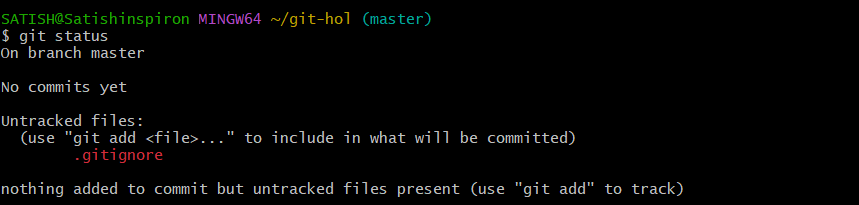 SATISH@Satishinspiron MINGW64 ~/git-hol (master)
$ git status
On branch master
No commits yet
Untracked files:
(use "git add <file>..." to include in what will be committed)
.gitignore
nothing added to commit but untracked files present (use "git add" to track)